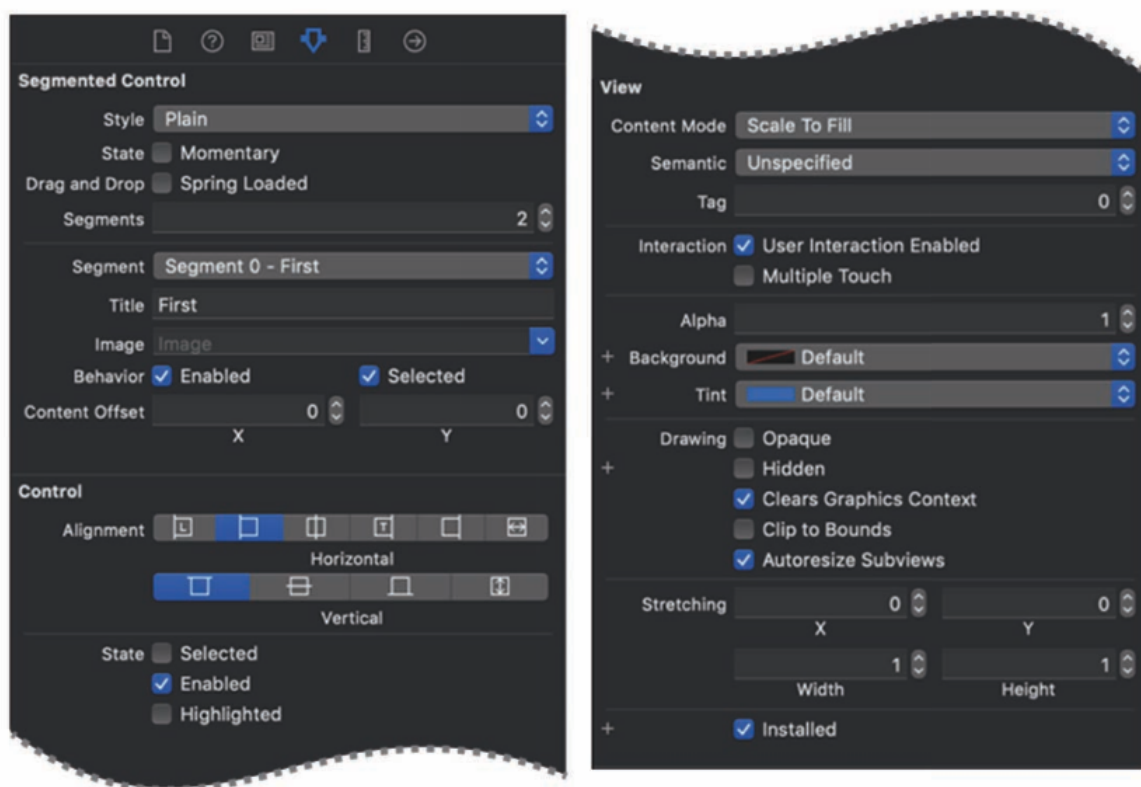 Segmented Control
Style Plain
State Momentary
Drag and Drop Spring Loaded
Segments 2
Segment Segment 0 - First
Title First
Image Image
Behavior Enabled Selected
Content Offset 0 0
X Y
Control
Alignment L T
Horizontal
Vertical
State Selected
Enabled
Highlighted
View
Content Mode Scale To Fill
Semantic Unspecified
Tag 0
Interaction User Interaction Enabled
Multiple Touch
Alpha 1
+ Background Default
+ Tint Default
Drawing Opaque
+ Hidden
Clears Graphics Context
Clip to Bounds
Autoresize Subviews
Stretching 0 0
X Y
1 1
Width Height
+ Installed